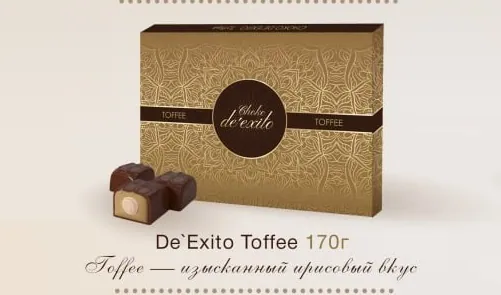 Choko
de'exito
TOFFEE
TOFFEE
De`Exito Toffee 170г
Toffee — изысканный ирисовый вкус